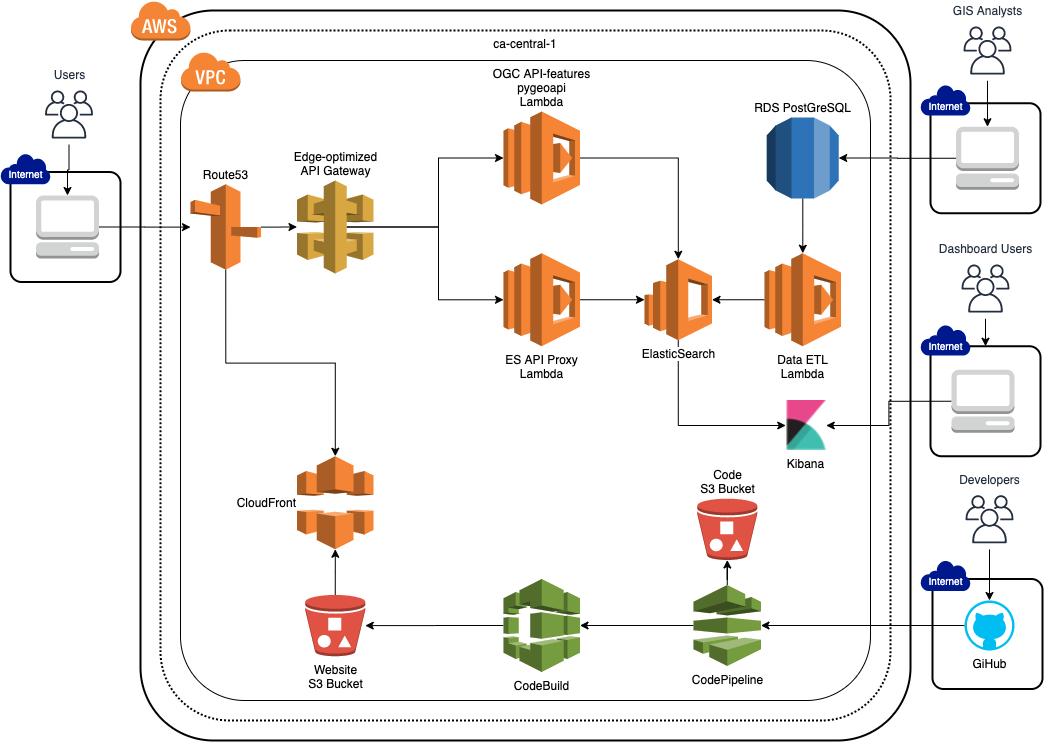 AWS
GIS Analysts
ca-central-1
VPC
Users
OGC API-features
pygeoapi
Lambda
Internet
RDS PostGreSQL
Internet
Edge-optimized
API Gateway
Route53
Dashboard Users
Internet
ES API Proxy
Lambda
ElasticSearch
Data ETL
Lambda
Kibana
Code
S3 Bucket
Developers
CloudFront
Internet
Website
S3 Bucket
CodeBuild
CodePipeline
GiHub